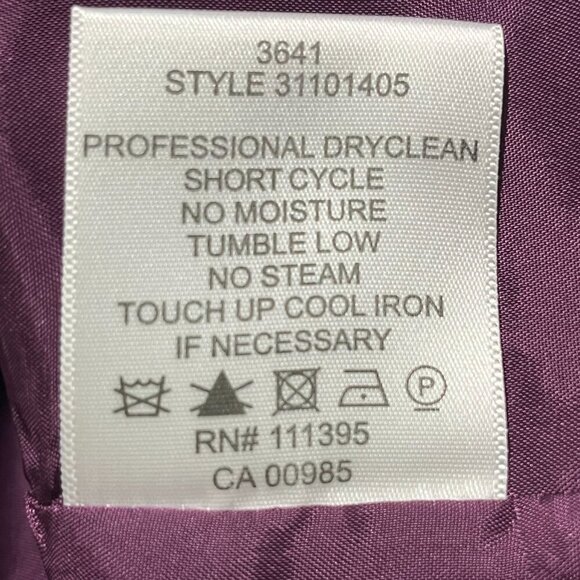 3641
STYLE 31101405
PROFESSIONAL DRYCLEAN
SHORT CYCLE
NO MOISTURE
TUMBLE LOW
NO STEAM
TOUCH UP COOL IRON
IF NECESSARY
P
RN# 111395
CA 00985